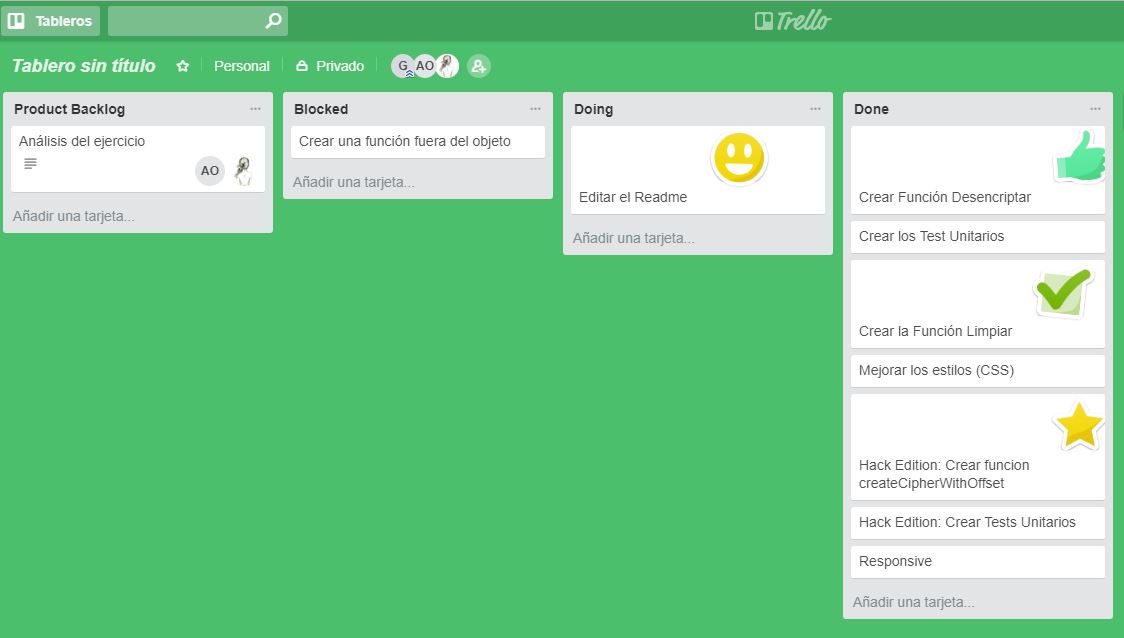 Tableros
Trello
Tablero sin título
Personal
Privado
G
AO
Product Backlog
Análisis del ejercicio
AO
Añadir una tarjeta...
Blocked
Crear una función fuera del objeto
Añadir una tarjeta...
Doing
Editar el Readme
Añadir una tarjeta...
Done
Crear Función Desencriptar
Crear los Test Unitarios
Crear la Función Limpiar
Mejorar los estilos (CSS)
Hack Edition: Crear funcion
createCipherWithOffset
Hack Edition: Crear Tests Unitarios
Responsive
Añadir una tarjeta...